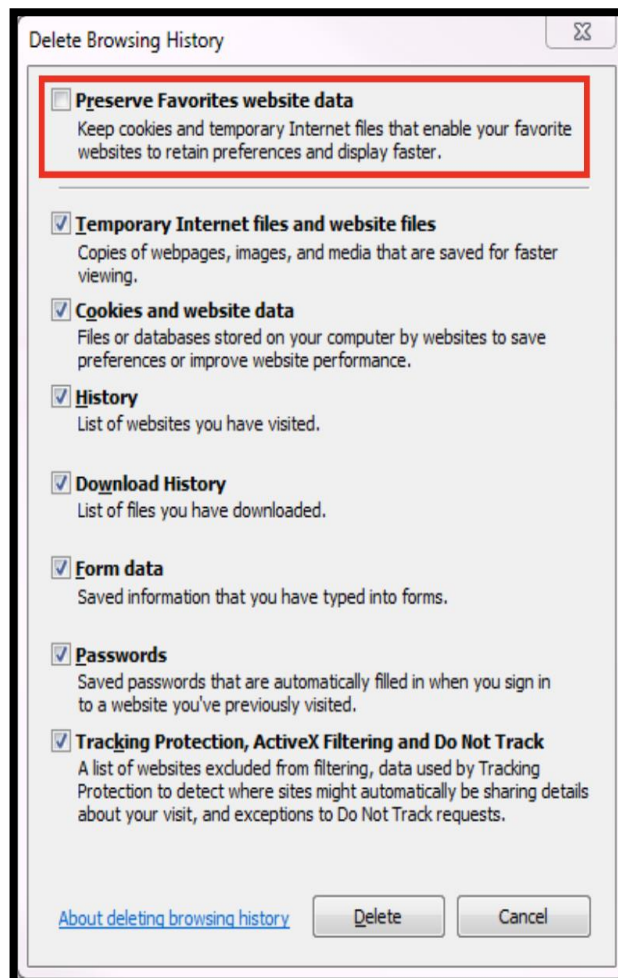 Delete Browsing History
Preserve Favorites website data
Keep cookies and temporary Internet files that enable your favorite
websites to retain preferences and display faster.
Temporary Internet files and website files
Copies of webpages, images, and media that are saved for faster
viewing.
Cookies and website data
Files or databases stored on your computer by websites to save
preferences or improve website performance.
History
List of websites you have visited.
Download History
List of files you have downloaded.
Form data
Saved information that you have typed into forms.
Passwords
Saved passwords that are automatically filled in when you sign in
to a website you've previously visited.
Tracking Protection, ActiveX Filtering and Do Not Track
A list of websites excluded from filtering, data used by Tracking
Protection to detect where sites might automatically be sharing details
about your visit, and exceptions to Do Not Track requests.
About deleting browsing history
Delete
Cancel